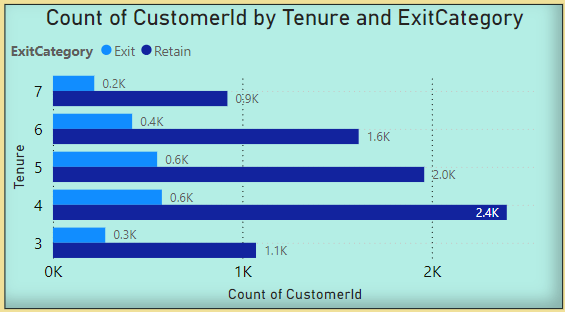 Count of CustomerId by Tenure and ExitCategory
ExitCategory Exit Retain
7 0.2K
0.9K
6 0.4K
1.6K
5 0.6K
2.0K
4 0.6K
2.4K
3 0.3K
1.1K
Tenure
0K 1K 2K
Count of CustomerId